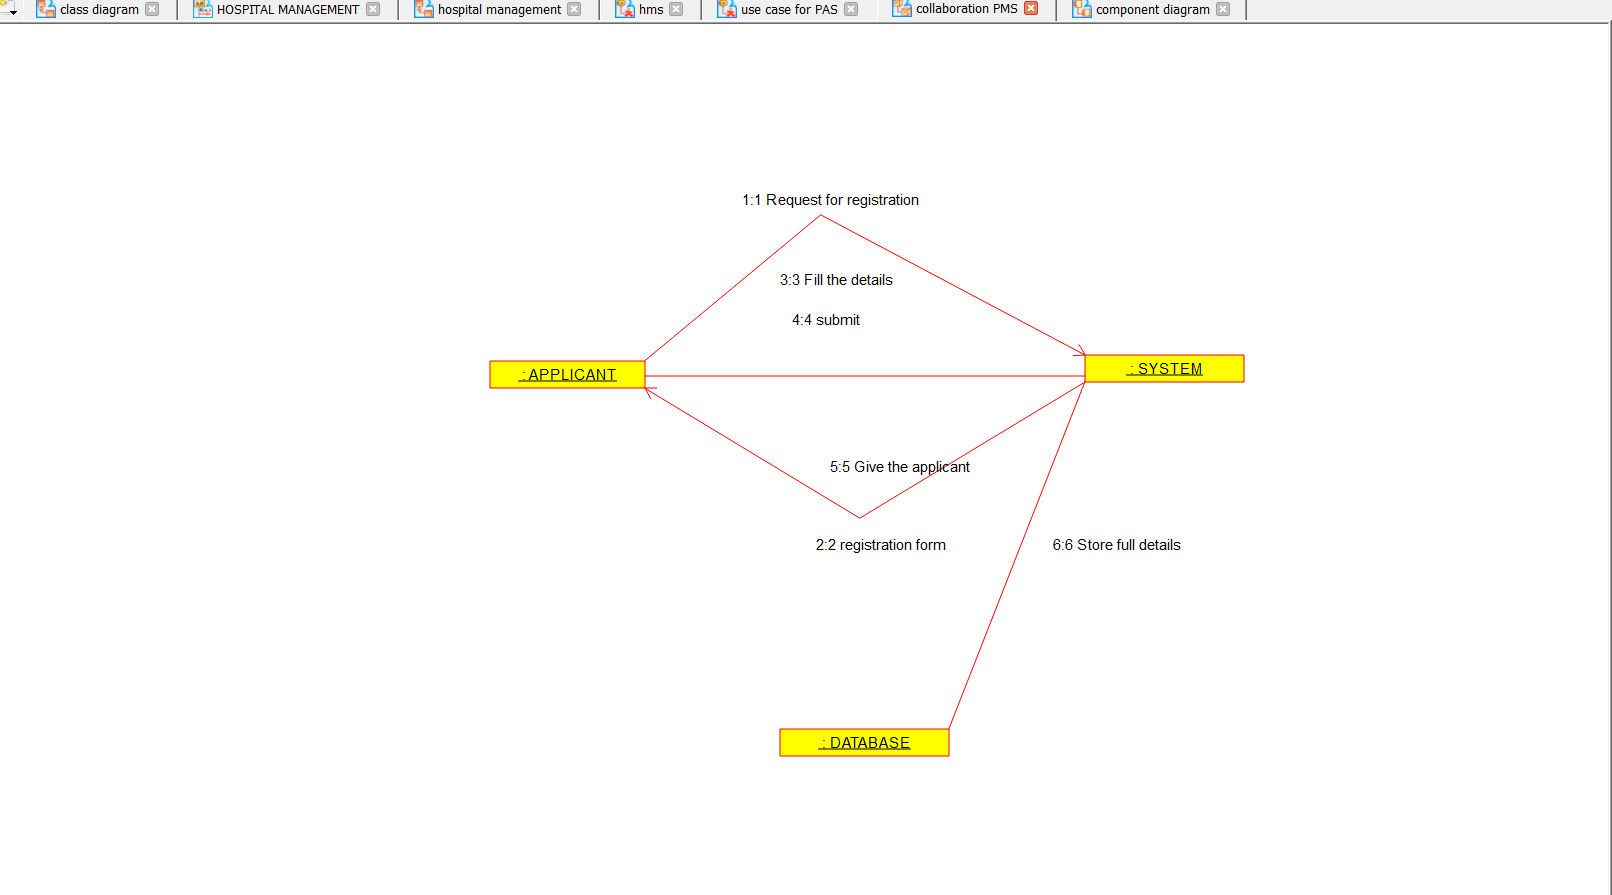 class diagram
HOSPITAL MANAGEMENT
hospital management
hms
use case for PAS
collaboration PMS
component diagram
1:1 Request for registration
3:3 Fill the details
4:4 submit
: APPLICANT
: SYSTEM
5:5 Give the applicant
2:2 registration form
6:6 Store full details
: DATABASE